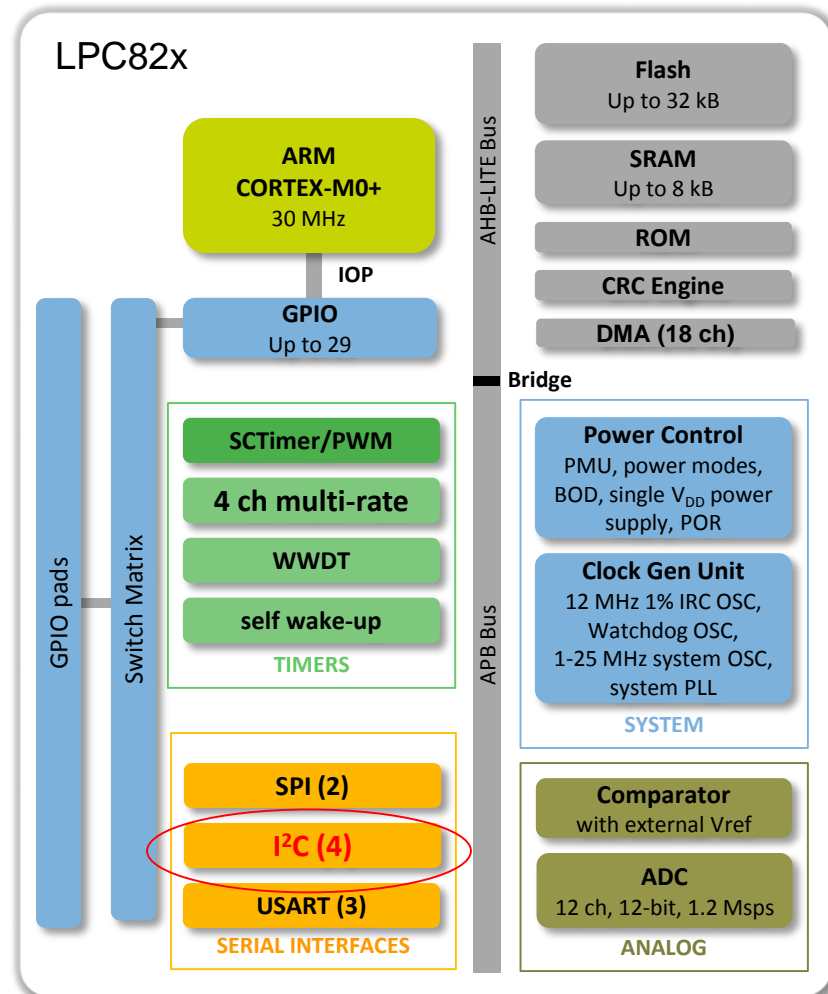 LPC82x
ARM
CORTEX-M0+
30 MHz
IOP
GPIO
Up to 29
GPIO pads
Switch Matrix
SCTimer/PWM
4 ch multi-rate
WWDT
self wake-up
TIMERS
SPI (2)
I²C (4)
USART (3)
SERIAL INTERFACES
AHB-LITE Bus
Bridge
APB Bus
Flash
Up to 32 kB
SRAM
Up to 8 kB
ROM
CRC Engine
DMA (18 ch)
Power Control
PMU, power modes,
BOD, single VDD power
supply, POR
Clock Gen Unit
12 MHz 1% IRC OSC,
Watchdog OSC,
1-25 MHz system OSC,
system PLL
SYSTEM
Comparator
with external Vref
ADC
12 ch, 12-bit, 1.2 Msps
ANALOG